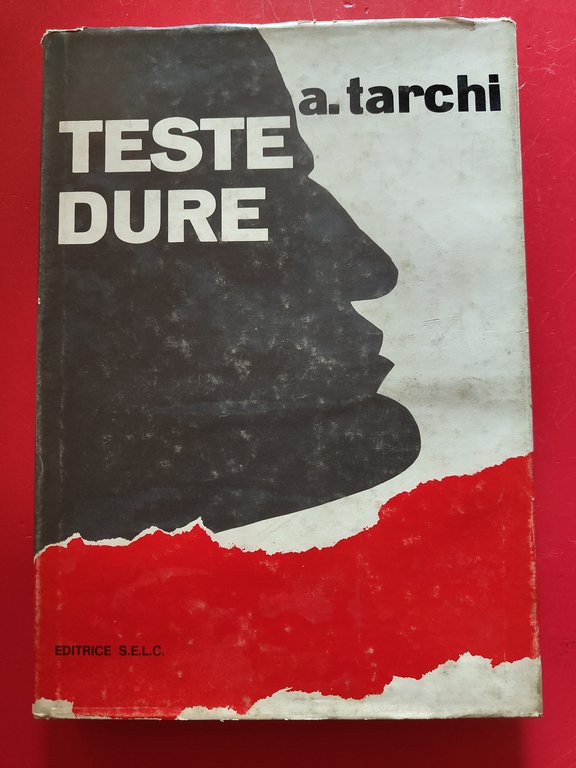 a. tarchi
TESTE
DURE
EDITRICE S.E.L.C.